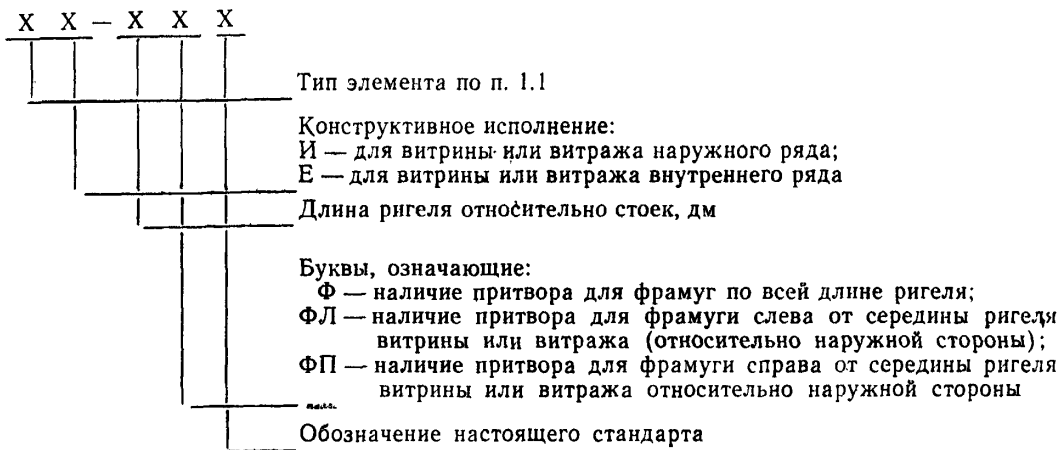 X X — X X X
Тип элемента по п. 1.1
Конструктивное исполнение:
И — для витрины или витража наружного ряда;
Е — для витрины или витража внутреннего ряда
Длина ригеля относительно стоек, дм
Буквы, означающие:
Ф — наличие притвора для фрамуг по всей длине ригеля;
ФЛ — наличие притвора для фрамуги слева от середины ригеля
витрины или витража (относительно наружной стороны);
ФП — наличие притвора для фрамуги справа от середины ригеля
витрины или витража относительно наружной стороны
Обозначение настоящего стандарта